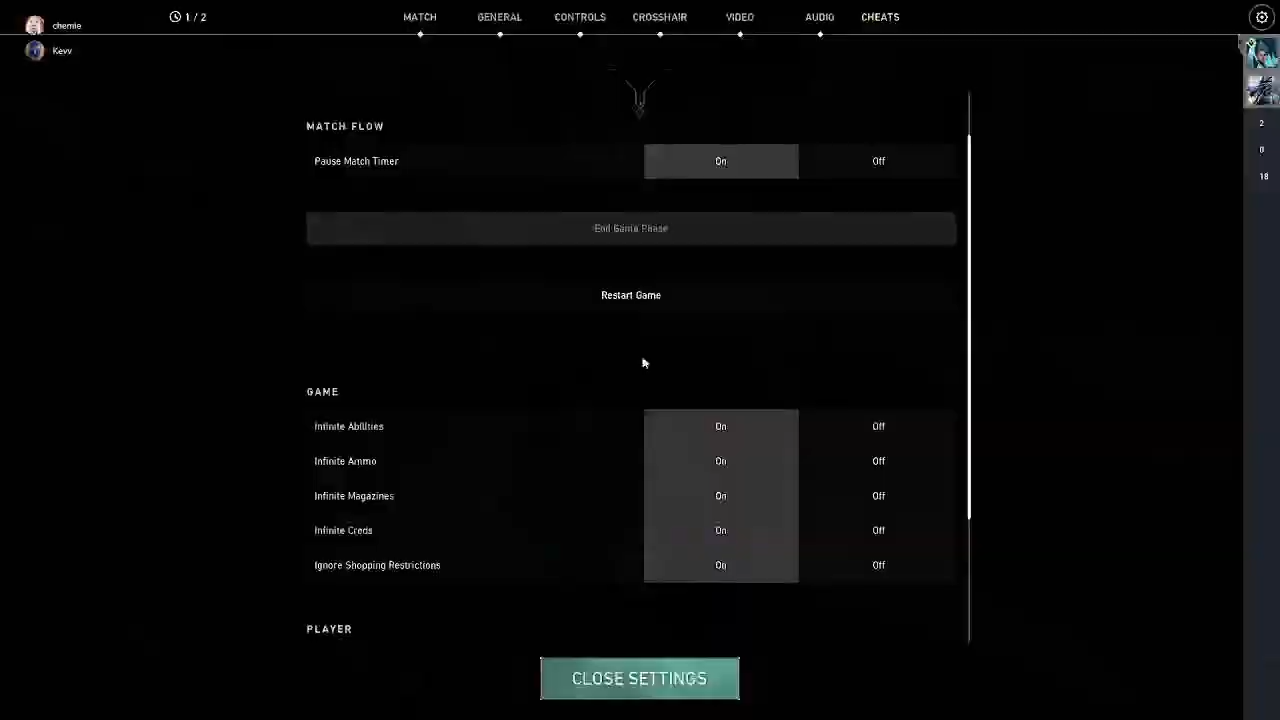 chemie
Kevv
1 / 2
MATCH GENERAL CONTROLS CROSSHAIR VIDEO AUDIO CHEATS
MATCH FLOW
Pause Match Timer On Off
End Game Phase
Restart Game
GAME
Infinite Abilities On Off
Infinite Ammo On Off
Infinite Magazines On Off
Infinite Creds On Off
Ignore Shopping Restrictions On Off
PLAYER
CLOSE SETTINGS
2
0
18